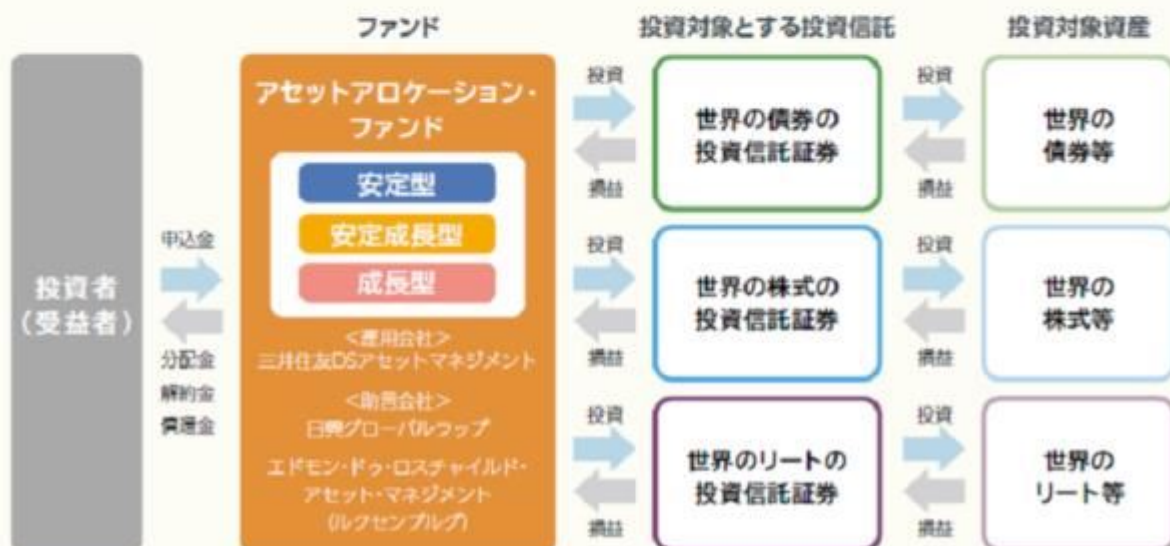 ファンド
投資対象とする投資信託
投資対象資産
投資者
（受益者）
申込金
分配金
解約金
償還金
アセットアロケーション・
ファンド
安定型
安定成長型
成長型
＜運用会社＞
三井住友DSアセットマネジメント
＜助言会社＞
日興グローバルラップ
エドモン・ドゥ・ロスチャイルド・
アセット・マネジメント
(ルクセンブルグ)
投資
損益
世界の債券の
投資信託証券
投資
損益
世界の
債券等
投資
損益
世界の株式の
投資信託証券
投資
損益
世界の
株式等
投資
損益
世界のリートの
投資信託証券
投資
損益
世界の
リート等